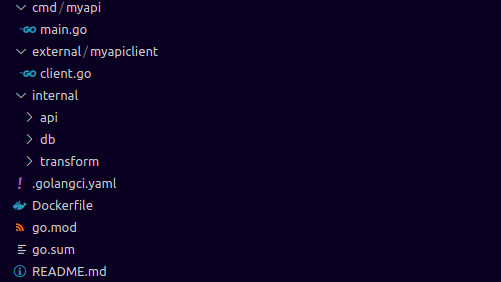 cmd/myapi
GO main.go
external/myapiclient
GO client.go
internal
api
db
transform
! .golangci.yaml
Dockerfile
go.mod
go.sum
README.md